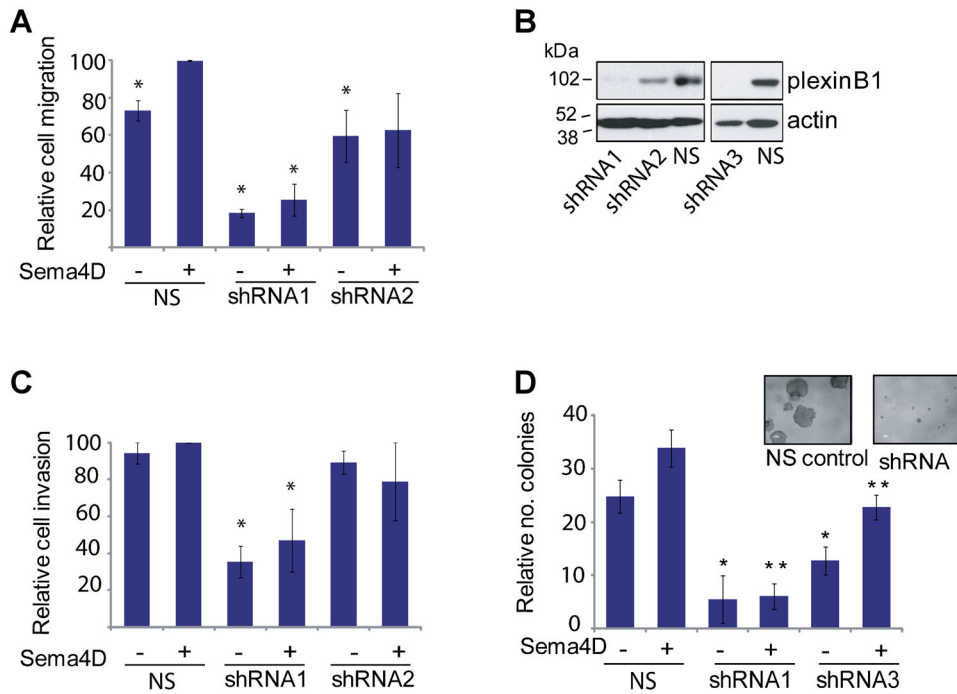 A
Relative cell migration
100
80
60
40
20
*
*
*
*
Sema4D - + - + - +
NS shRNA1 shRNA2
B
kDa
102
52
38
plexinB1
actin
shRNA1 shRNA2 NS shRNA3 NS
C
Relative cell invasion
100
80
60
40
20
*
*
Sema4D - + - + - +
NS shRNA1 shRNA2
D
NS control shRNA
Relative no. colonies
40
30
20
10
0
*
**
*
**
Sema4D - + - + - +
NS shRNA1 shRNA3